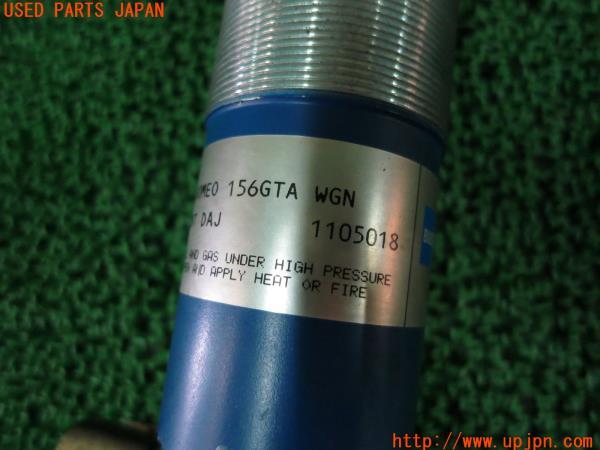 USED PARTS JAPAN
156GTA WGN
DAJ 1105018
AND GAS UNDER HIGH PRESSURE
AND APPLY HEAT OR FIRE
http://www.upjpn.com/